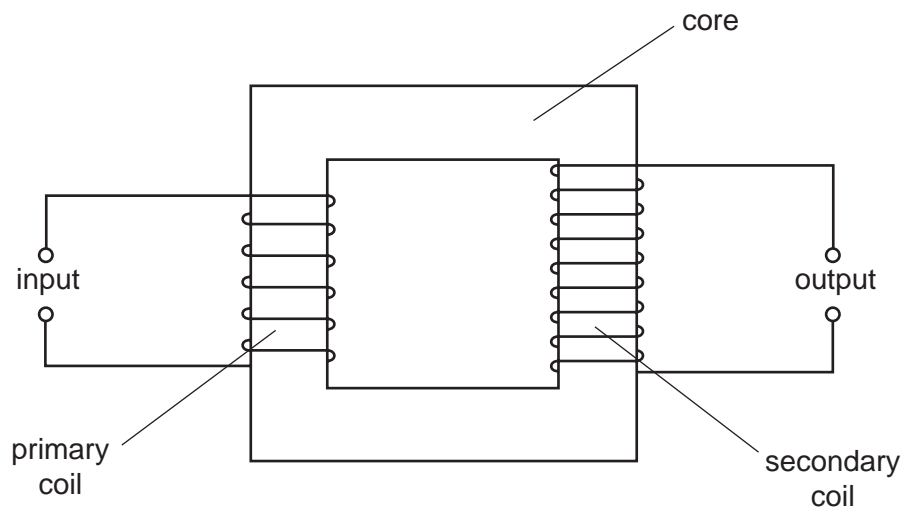 core
input
output
primary
coil
secondary
coil